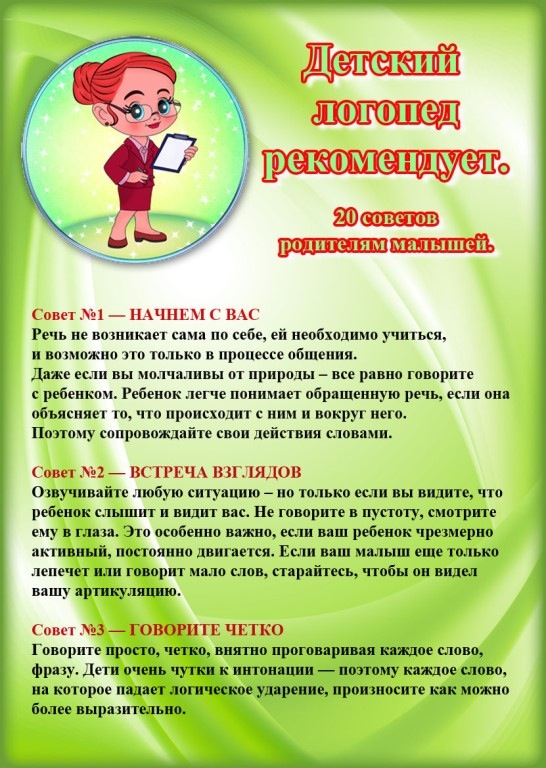 Детский
логопед
рекомендует.
20 советов
родителям малышей.
Совет №1 — НАЧНЕМ С ВАС
Речь не возникает сама по себе, ей необходимо учиться,
и возможно это только в процессе общения.
Даже если вы молчаливы от природы – все равно говорите
с ребенком. Ребенок легче понимает обращенную речь, если она
объясняет то, что происходит с ним и вокруг него.
Поэтому сопровождайте свои действия словами.
Совет №2 — ВСТРЕЧА ВЗГЛЯДОВ
Озвучивайте любую ситуацию – но только если вы видите, что
ребенок слышит и видит вас. Не говорите в пустоту, смотрите
ему в глаза. Это особенно важно, если ваш ребенок чрезмерно
активный, постоянно двигается. Если ваш малыш еще только
лепечет или говорит мало слов, старайтесь, чтобы он видел
вашу артикуляцию.
Совет №3 — ГОВОРИТЕ ЧЕТКО
Говорите просто, четко, внятно проговаривая каждое слово,
фразу. Дети очень чутки к интонации — поэтому каждое слово,
на которое падает логическое ударение, произносите как можно
более выразительно.